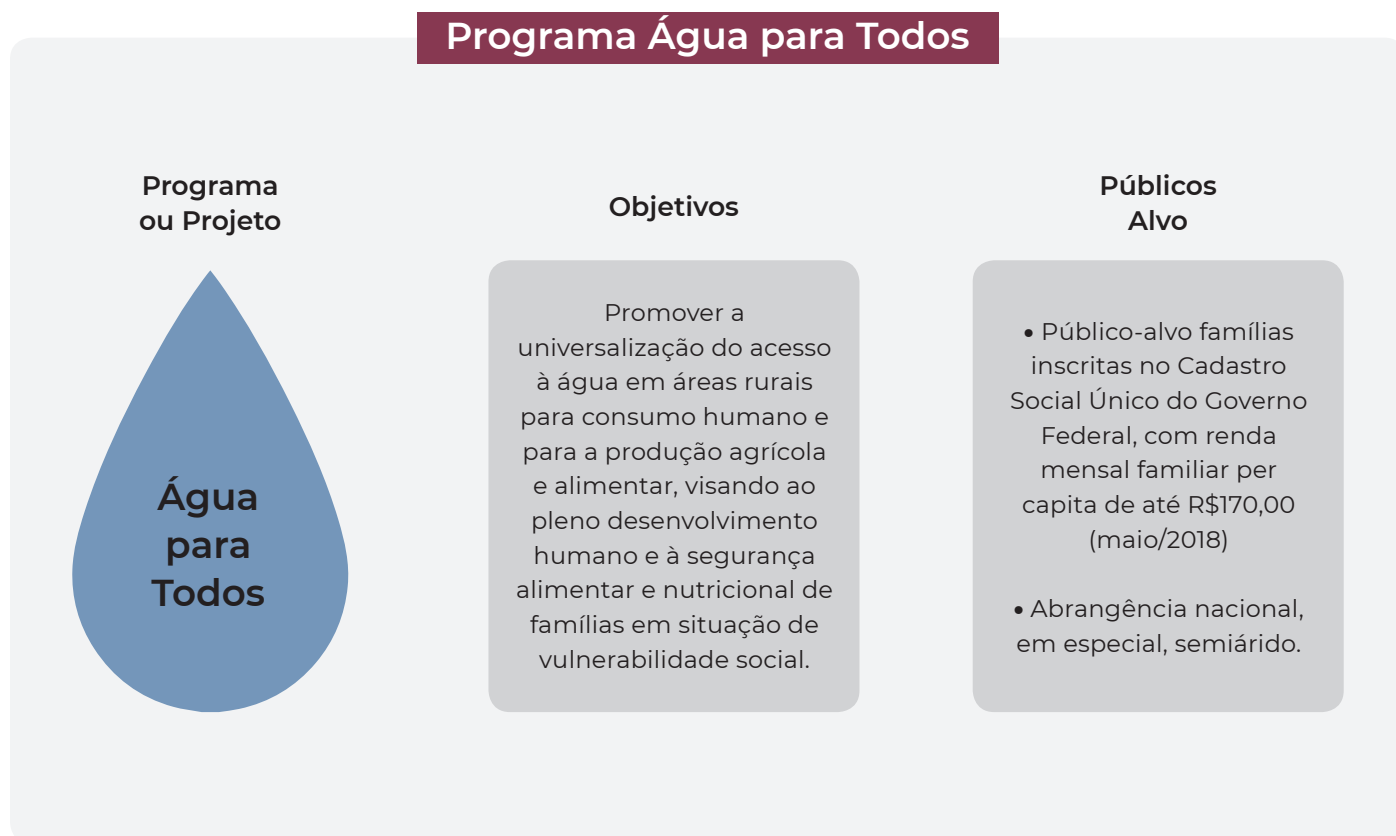 Programa Água para Todos
Programa
ou Projeto
Água
para
Todos
Objetivos
Promover a
universalização do acesso
à água em áreas rurais
para consumo humano e
para a produção agrícola
e alimentar, visando ao
pleno desenvolvimento
humano e à segurança
alimentar e nutricional de
famílias em situação de
vulnerabilidade social.
Públicos
Alvo
• Público-alvo famílias
inscritas no Cadastro
Social Único do Governo
Federal, com renda
mensal familiar per
capita de até R$170,00
(maio/2018)
• Abrangência nacional,
em especial, semiárido.